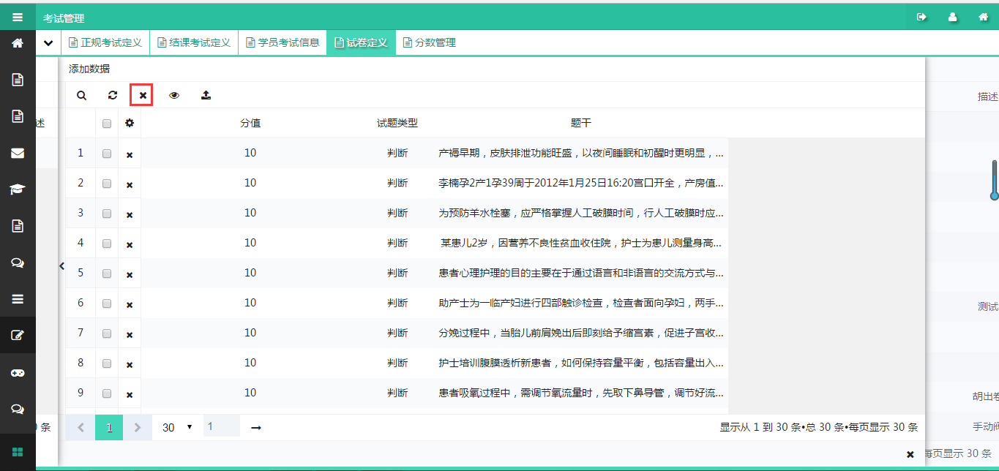 考试管理
正规考试定义 结课考试定义 学员考试信息 试卷定义 分数管理
添加数据
描述
述 分值 试题类型 题干
1 10 判断 产褥早期，皮肤排泄功能旺盛，以夜间睡眠和初醒时更明显，...
2 10 判断 李楠孕2产1孕39周于2012年1月25日16:20宫口开全，产房值...
3 10 判断 为预防羊水栓塞，应严格掌握人工破膜时间，行人工破膜时应...
4 10 判断 某患儿2岁，因营养不良性贫血收住院，护士为患儿测量身高...
5 10 判断 患者心理护理的目的主要在于通过语言和非语言的交流方式与...
6 10 判断 助产士为一临产妇进行四部触诊检查，检查者面向孕妇，两手...
测试
7 10 判断 分娩过程中，当胎儿前肩娩出后即刻给予缩宫素，促进子宫收...
8 10 判断 护士培训腹膜透析新患者，如何保持容量平衡，包括容量出入...
9 10 判断 患者吸氧过程中，需调节氧流量时，先取下鼻导管，调节好流...
胡出卷
条 1 30 1 显示从 1 到 30 条•总 30 条•每页显示 30 条
手动阅
每页显示 30 条